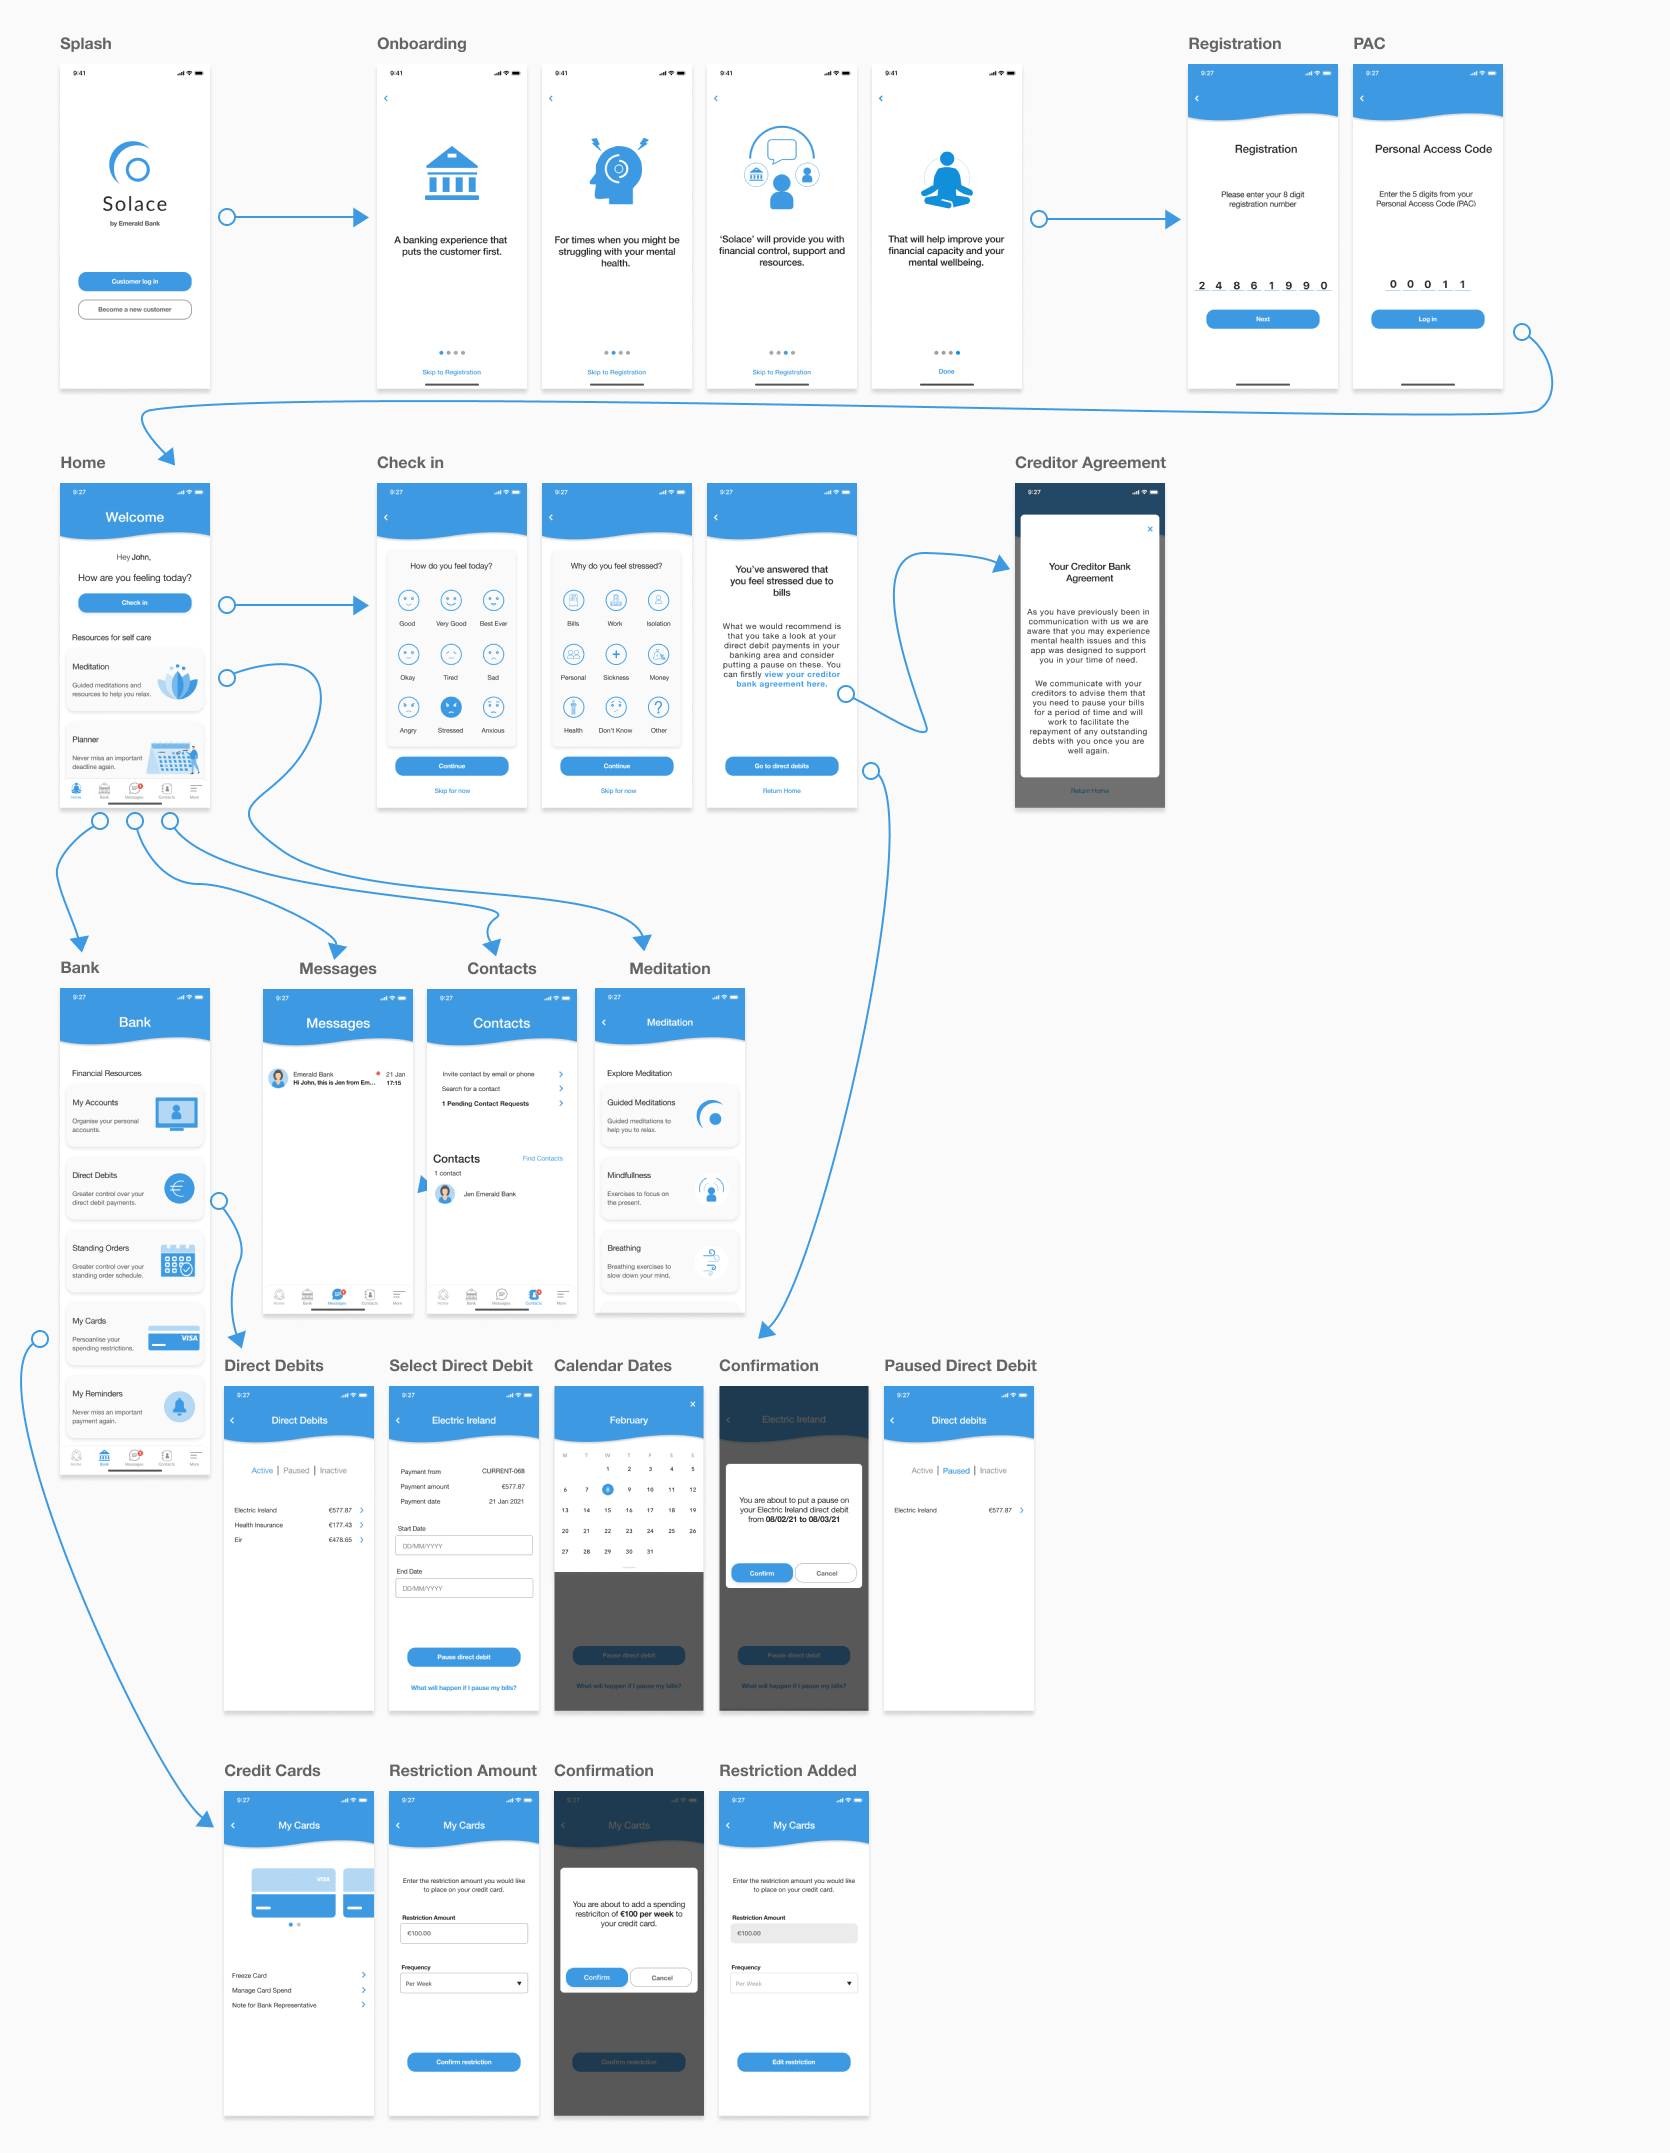 Splash
9:41
Solace
by Emerald Bank
Customer log in
Become a new customer
Onboarding
9:41
A banking experience that
puts the customer first.
Skip to Registration
9:41
For times when you might be
struggling with your mental
health.
Skip to Registration
9:41
‘Solace’ will provide you with
financial control, support and
resources.
Skip to Registration
9:41
That will help improve your
financial capacity and your
mental wellbeing.
Done
Registration
9:27
Registration
Please enter your 8 digit
registration number
2 4 8 6 1 9 9 0
Next
PAC
9:27
Personal Access Code
Enter the 5 digits from your
Personal Access Code (PAC)
0 0 0 1 1
Log in
Home
9:27
Welcome
Hey John,
How are you feeling today?
Check in
Resources for self care
Meditation
Guided meditations and
resources to help you relax.
Planner
Never miss an important
deadline again.
Home Bank Messages Contacts More
Check in
9:27
How do you feel today?
Good Very Good Best Ever
Okay Tired Sad
Angry Stressed Anxious
Continue
Skip for now
9:27
Why do you feel stressed?
Bills Work Isolation
Personal Sickness Money
Health Don't Know Other
Continue
Skip for now
9:27
You've answered that
you feel stressed due to
bills
What we would recommend is
that you take a look at your
direct debit payments in your
banking area and consider
putting a pause on these. You
can firstly view your creditor
bank agreement here.
Go to direct debits
Return Home
Creditor Agreement
9:27
Your Creditor Bank
Agreement
As you have previously been in
communication with us we are
aware that you may experience
mental health issues and this
app was designed to support
you in your time of need.
We communicate with your
creditors to advise them that
you need to pause your bills
for a period of time and will
work to facilitate the
repayment of any outstanding
debts with you once you are
well again.
Return Home
Bank
9:27
Bank
Financial Resources
My Accounts
Organise your personal
accounts.
Direct Debits
Greater control over your
direct debit payments.
Standing Orders
Greater control over your
standing order schedule.
My Cards
Persoanlise your
spending restrictions.
VISA
My Reminders
Never miss an important
payment again.
Home Bank Messages Contacts More
Messages
9:27
Messages
Emerald Bank 21 Jan
Hi John, this is Jen from Em... 17:15
Home Bank Messages Contacts More
Contacts
9:27
Contacts
Invite contact by email or phone
Search for a contact
1 Pending Contact Requests
Contacts Find Contacts
1 contact
Jen Emerald Bank
Home Bank Messages Contacts More
Meditation
9:27
Meditation
Explore Meditation
Guided Meditations
Guided meditations to
help you to relax.
Mindfullness
Exercises to focus on
the present.
Breathing
Breathing exercises to
slow down your mind.
Direct Debits
9:27
Direct Debits
Active | Paused | Inactive
Electric Ireland €577.87
Health Insurance €177.43
Eir €478.65
Select Direct Debit
9:27
Electric Ireland
Payment from CURRENT-068
Payment amount €577.87
Payment date 21 Jan 2021
Start Date
DD/MM/YYYY
End Date
DD/MM/YYYY
Pause direct debit
What will happen if I pause my bills?
Calendar Dates
February
M T W T F S S
1 2 3 4 5
6 7 8 9 10 11 12
13 14 15 16 17 18 19
20 21 22 23 24 25 26
27 28 29 30 31
Pause direct debit
What will happen if I pause my bills?
Confirmation
Electric Ireland
You are about to put a pause on
your Electric Ireland direct debit
from 08/02/21 to 08/03/21
Confirm Cancel
Pause direct debit
What will happen if I pause my bills?
Paused Direct Debit
9:27
Direct debits
Active | Paused | Inactive
Electric Ireland €577.87
Credit Cards
9:27
My Cards
VISA
Freeze Card
Manage Card Spend
Note for Bank Representative
Restriction Amount
9:27
My Cards
Enter the restriction amount you would like
to place on your credit card.
Restriction Amount
€100.00
Frequency
Per Week
Confirm restriction
Confirmation
9:27
My Cards
You are about to add a spending
restriciton of €100 per week to
your credit card.
Confirm Cancel
Confirm restriction
Restriction Added
9:27
My Cards
Enter the restriction amount you would like
to place on your credit card.
Restriction Amount
€100.00
Frequency
Per Week
Edit restriction